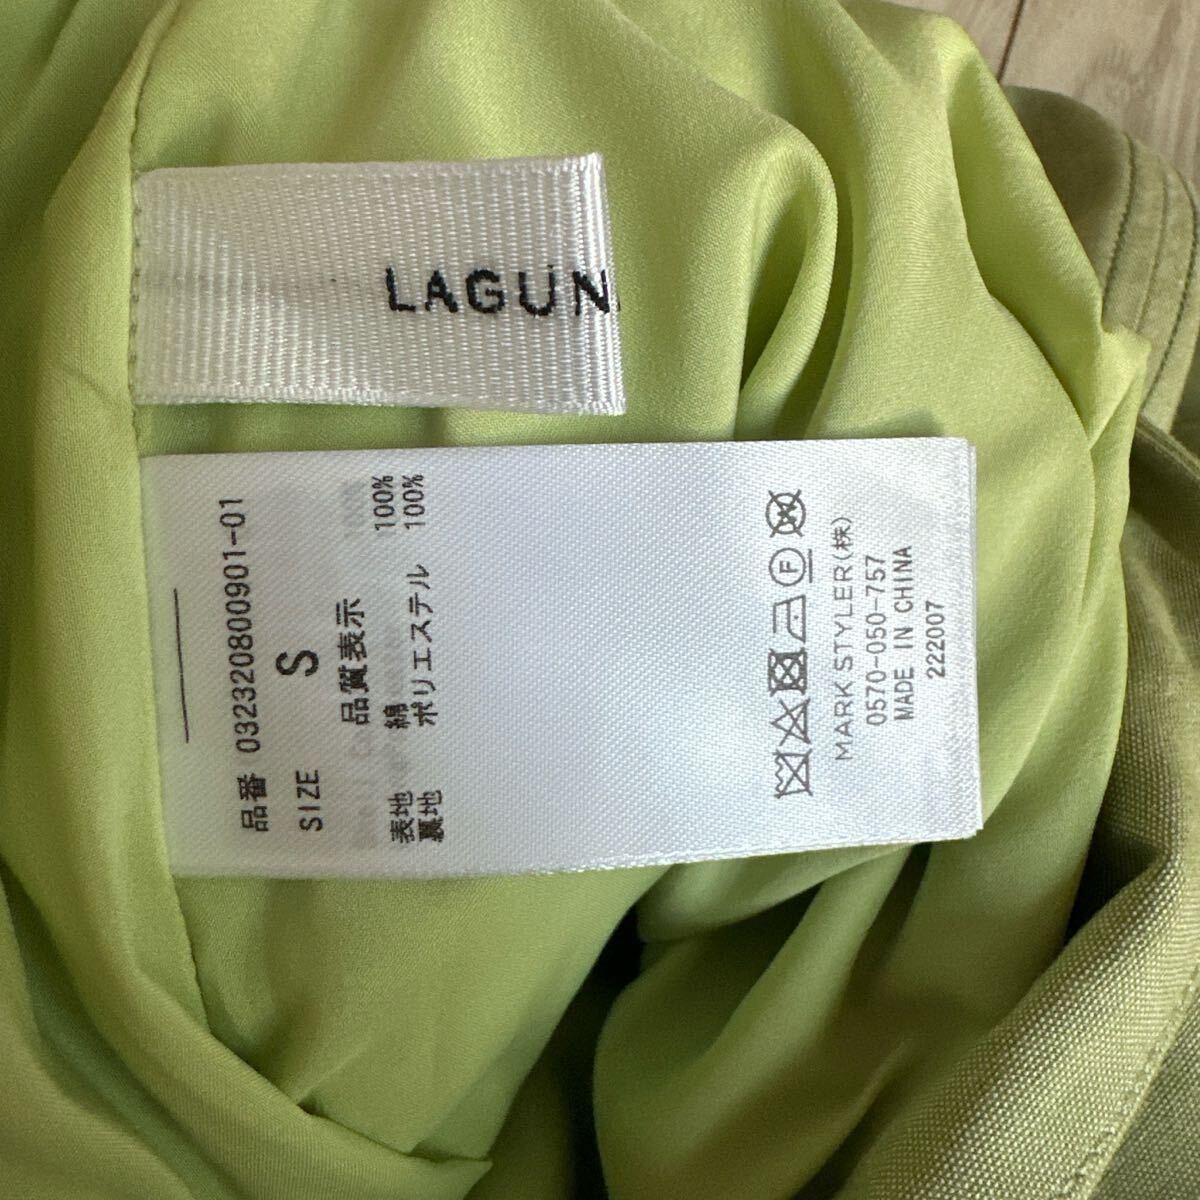 LAGUN
品番 032320800901-01
SIZE S
品質表示
表地 綿 100%
裏地 ポリエステル 100%
W F
MARK STYLER(株)
0570-050-757
MADE IN CHINA
222007